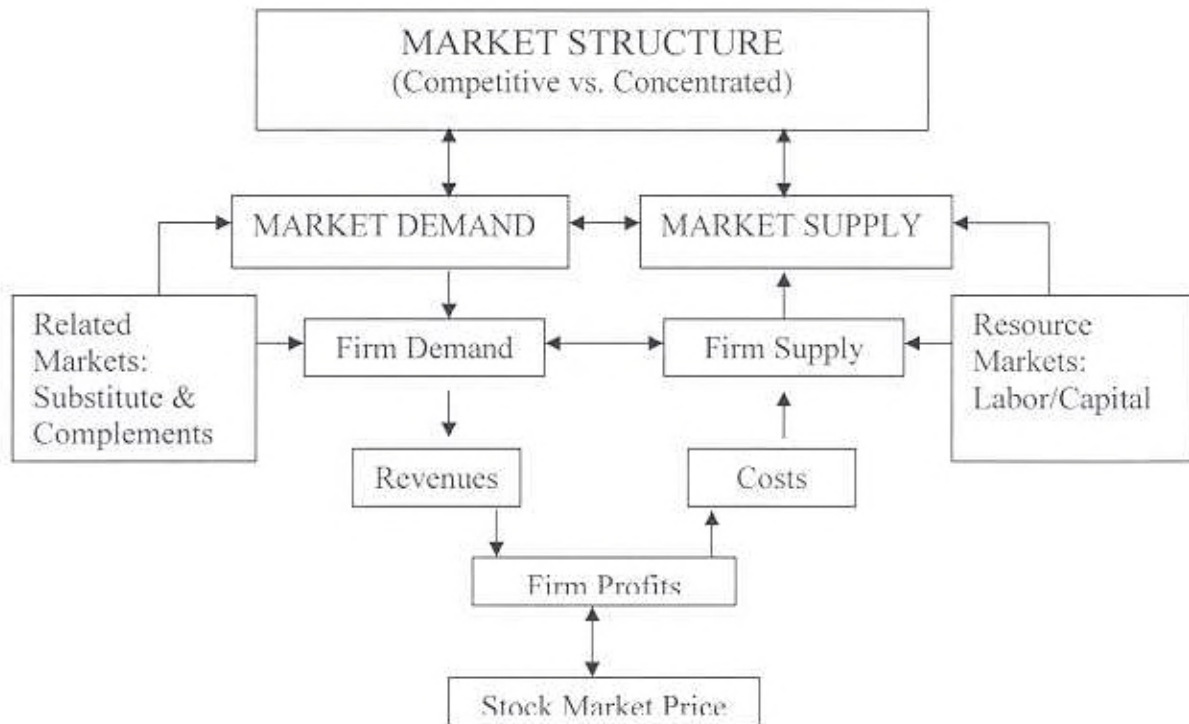 MARKET STRUCTURE
(Competitive vs. Concentrated)
MARKET DEMAND
MARKET SUPPLY
Related
Markets:
Substitute &
Complements
Firm Demand
Firm Supply
Resource
Markets:
Labor/Capital
Revenues
Costs
Firm Profits
Stock Market Price